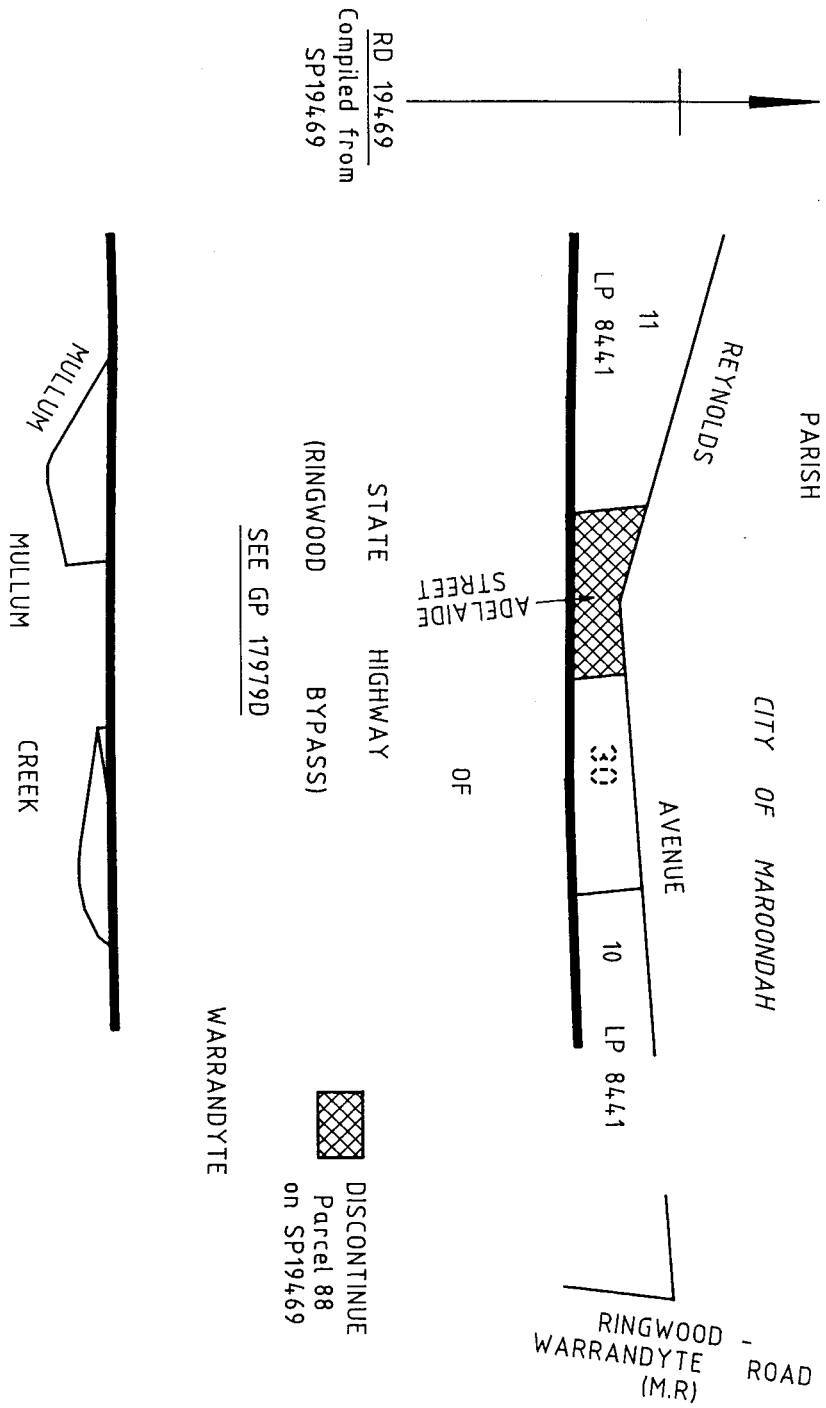 RD 19469
Compiled from
SP19469
PARISH
OF
WARRANDYTE
CITY OF MAROONDAH
REYNOLDS
AVENUE
11
LP 8441
ADELAIDE
STREET
30
10
LP 8441
RINGWOOD -
WARRANDYTE ROAD
(M.R)
STATE HIGHWAY
(RINGWOOD BYPASS)
SEE GP 17979D
MULLUM
MULLUM
CREEK
DISCONTINUE
Parcel 88
on SP19469